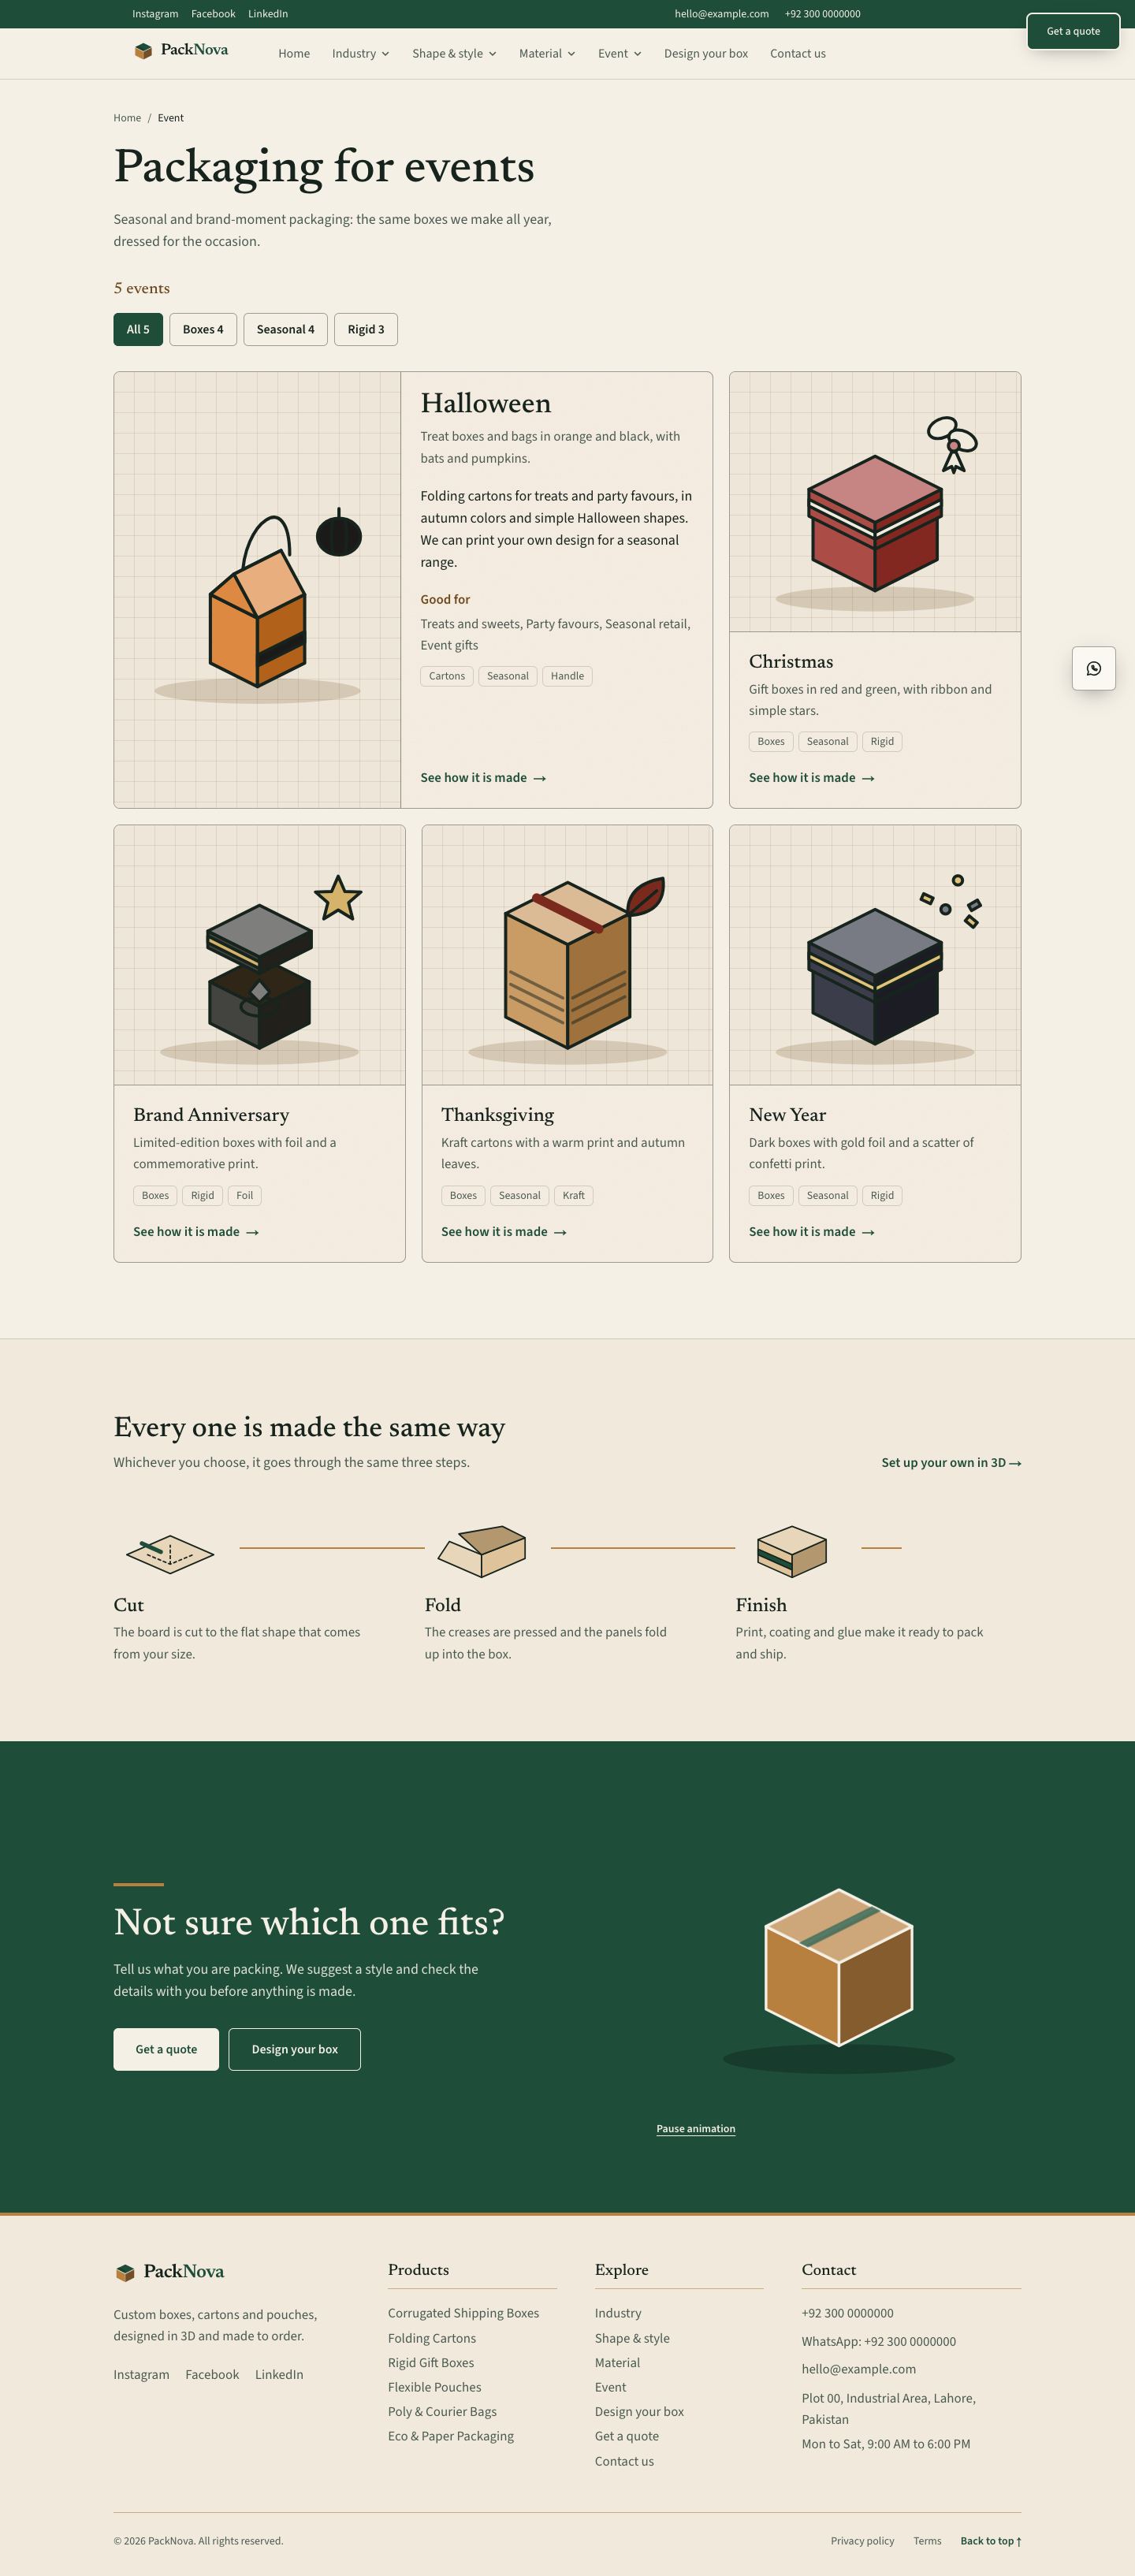 Instagram Facebook LinkedIn hello@example.com +92 300 0000000
Get a quote
PackNova Home Industry Shape & style Material Event Design your box Contact us
Home / Event
Packaging for events
Seasonal and brand-moment packaging: the same boxes we make all year,
dressed for the occasion.
5 events
All 5 Boxes 4 Seasonal 4 Rigid 3
Halloween
Treat boxes and bags in orange and black, with
bats and pumpkins.
Folding cartons for treats and party favours, in
autumn colors and simple Halloween shapes.
We can print your own design for a seasonal
range.
Good for
Treats and sweets, Party favours, Seasonal retail,
Event gifts
Cartons Seasonal Handle
See how it is made →
Christmas
Gift boxes in red and green, with ribbon and
simple stars.
Boxes Seasonal Rigid
See how it is made →
Brand Anniversary
Limited-edition boxes with foil and a
commemorative print.
Boxes Rigid Foil
See how it is made →
Thanksgiving
Kraft cartons with a warm print and autumn
leaves.
Boxes Seasonal Kraft
See how it is made →
New Year
Dark boxes with gold foil and a scatter of
confetti print.
Boxes Seasonal Rigid
See how it is made →
Every one is made the same way
Whichever you choose, it goes through the same three steps.
Set up your own in 3D →
Cut
The board is cut to the flat shape that comes
from your size.
Fold
The creases are pressed and the panels fold
up into the box.
Finish
Print, coating and glue make it ready to pack
and ship.
Not sure which one fits?
Tell us what you are packing. We suggest a style and check the
details with you before anything is made.
Get a quote Design your box
Pause animation
PackNova
Custom boxes, cartons and pouches,
designed in 3D and made to order.
Instagram Facebook LinkedIn
Products
Corrugated Shipping Boxes
Folding Cartons
Rigid Gift Boxes
Flexible Pouches
Poly & Courier Bags
Eco & Paper Packaging
Explore
Industry
Shape & style
Material
Event
Design your box
Get a quote
Contact us
Contact
+92 300 0000000
WhatsApp: +92 300 0000000
hello@example.com
Plot 00, Industrial Area, Lahore,
Pakistan
Mon to Sat, 9:00 AM to 6:00 PM
© 2026 PackNova. All rights reserved.
Privacy policy Terms Back to top ↑